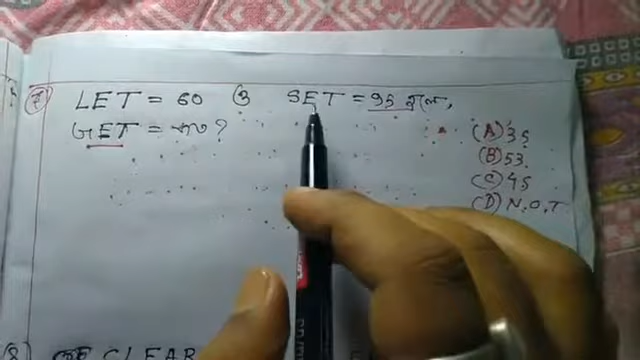 (7) LET = 60 ও SET = 95 হলে,
GET = কত ?
(A) 35
(B) 53
(C) 45
(D) N.O.T
(8) CLEAR